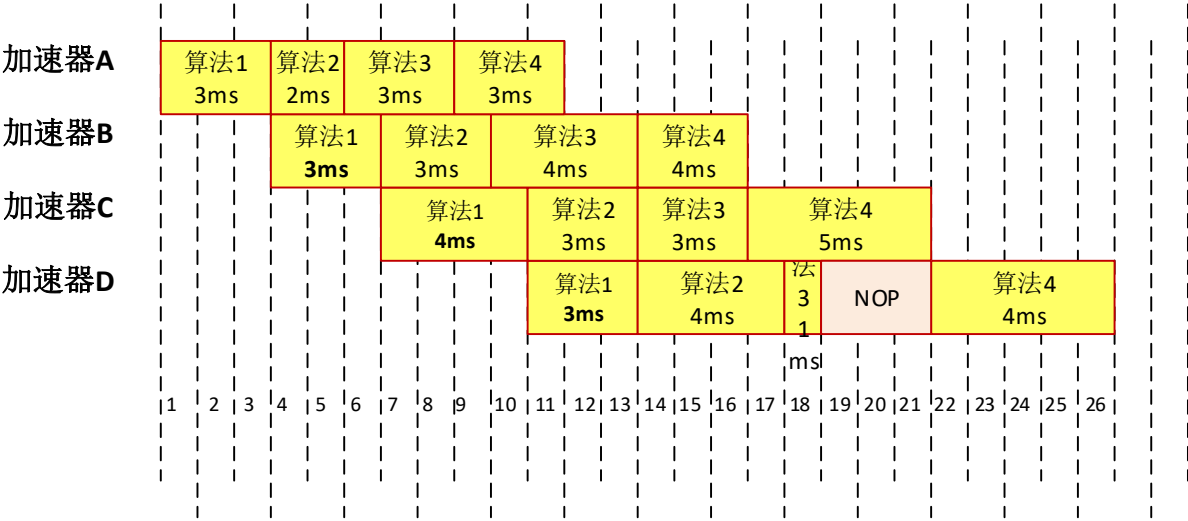 加速器A
算法1
3ms
算法2
2ms
算法3
3ms
算法4
3ms
加速器B
算法1
3ms
算法2
3ms
算法3
4ms
算法4
4ms
加速器C
算法1
4ms
算法2
3ms
算法3
3ms
算法4
5ms
加速器D
算法1
3ms
算法2
4ms
法
3
1
ms
NOP
算法4
4ms
1 2 3 4 5 6 7 8 9 10 11 12 13 14 15 16 17 18 19 20 21 22 23 24 25 26